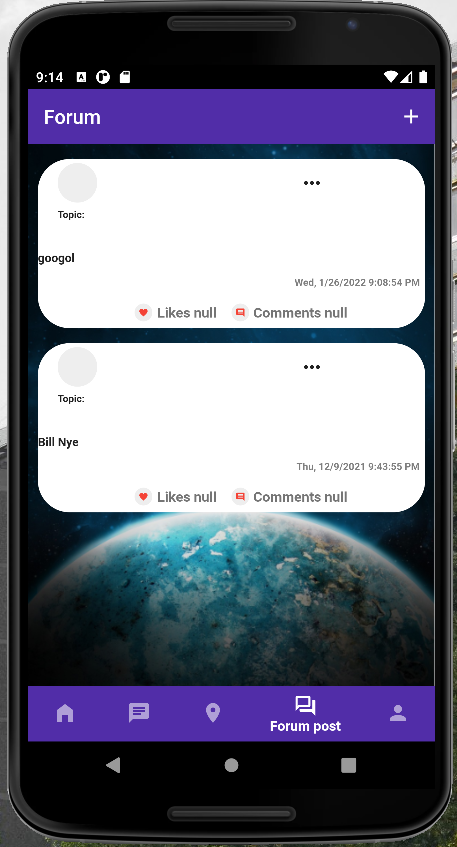 9:14
Forum
Topic:
googol
Wed, 1/26/2022 9:08:54 PM
Likes null Comments null
Topic:
Bill Nye
Thu, 12/9/2021 9:43:55 PM
Likes null Comments null
Forum post